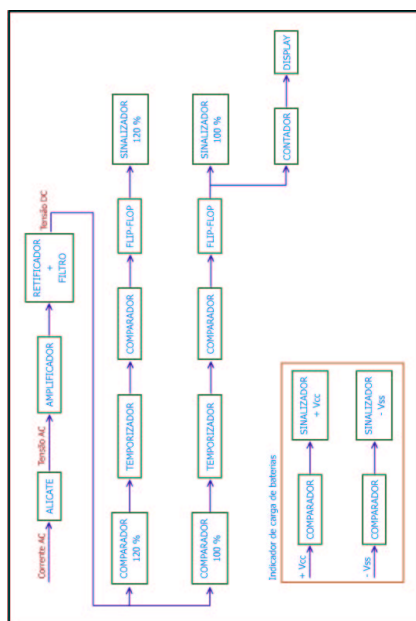 Corrente AC
ALICATE
Tensão AC
AMPLIFICADOR
RETIFICADOR
+
FILTRO
Tensão DC
COMPARADOR
120 %
TEMPORIZADOR
COMPARADOR
FLIP-FLOP
SINALIZADOR
120 %
COMPARADOR
100 %
TEMPORIZADOR
COMPARADOR
FLIP-FLOP
SINALIZADOR
100 %
CONTADOR
DISPLAY
Indicador de carga de baterias
+ Vcc
COMPARADOR
SINALIZADOR
+ Vcc
- Vss
COMPARADOR
SINALIZADOR
- Vss